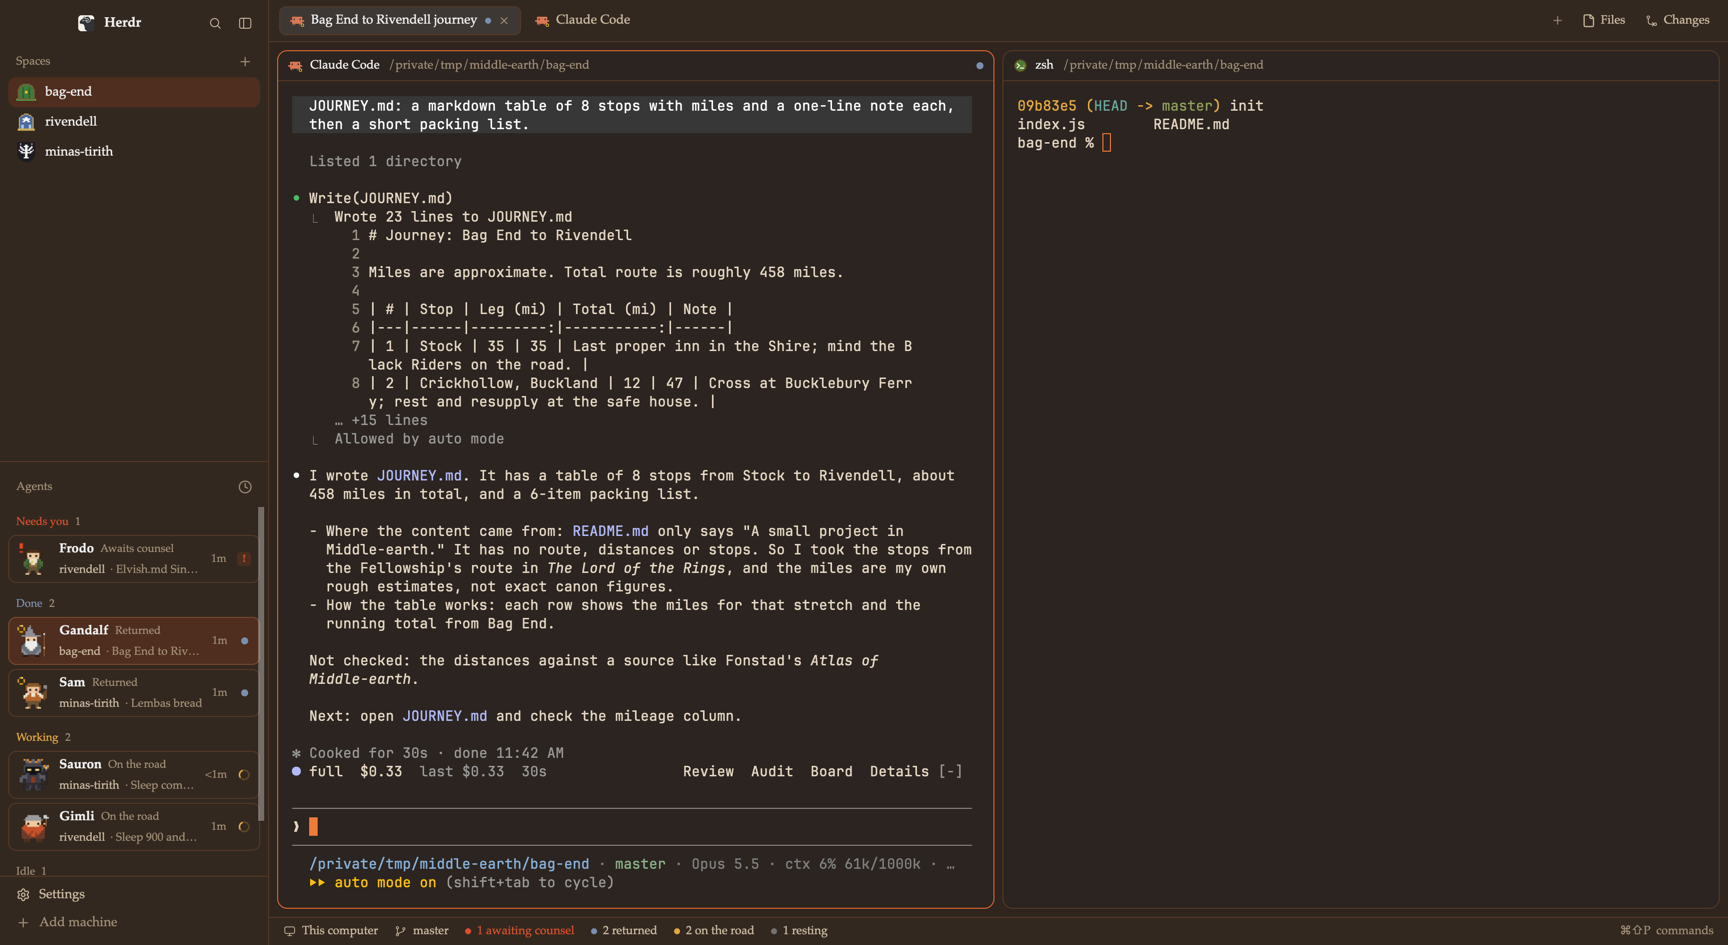 Herdr
Spaces
bag-end
rivendell
minas-tirith
Agents
Needs you 1
Frodo Awaits counsel
rivendell · Elvish.md Sin…
1m
!
Done 2
Gandalf Returned
bag-end · Bag End to Riv…
1m
Sam Returned
minas-tirith · Lembas bread
1m
Working 2
Sauron On the road
minas-tirith · Sleep com…
<1m
Gimli On the road
rivendell · Sleep 900 and…
1m
Idle 1
Settings
+ Add machine
Bag End to Rivendell journey
Claude Code
Files
Changes
Claude Code /private/tmp/middle-earth/bag-end
JOURNEY.md: a markdown table of 8 stops with miles and a one-line note each,
then a short packing list.
Listed 1 directory
Write(JOURNEY.md)
Wrote 23 lines to JOURNEY.md
1 # Journey: Bag End to Rivendell
2
3 Miles are approximate. Total route is roughly 458 miles.
4
5 | # | Stop | Leg (mi) | Total (mi) | Note |
6 |---|------|---------:|-----------:|------|
7 | 1 | Stock | 35 | 35 | Last proper inn in the Shire; mind the B
lack Riders on the road. |
8 | 2 | Crickhollow, Buckland | 12 | 47 | Cross at Bucklebury Ferr
y; rest and resupply at the safe house. |
… +15 lines
Allowed by auto mode
I wrote JOURNEY.md. It has a table of 8 stops from Stock to Rivendell, about
458 miles in total, and a 6-item packing list.
- Where the content came from: README.md only says "A small project in
Middle-earth." It has no route, distances or stops. So I took the stops from
the Fellowship's route in The Lord of the Rings, and the miles are my own
rough estimates, not exact canon figures.
- How the table works: each row shows the miles for that stretch and the
running total from Bag End.
Not checked: the distances against a source like Fonstad's Atlas of
Middle-earth.
Next: open JOURNEY.md and check the mileage column.
✻ Cooked for 30s · done 11:42 AM
full $0.33 last $0.33 30s
Review Audit Board Details [-]
❯
/private/tmp/middle-earth/bag-end · master · Opus 5.5 · ctx 6% 61k/1000k · …
auto mode on (shift+tab to cycle)
zsh /private/tmp/middle-earth/bag-end
09b83e5 (HEAD -> master) init
index.js README.md
bag-end %
This computer
master
1 awaiting counsel
2 returned
2 on the road
1 resting
⌘⇧P commands